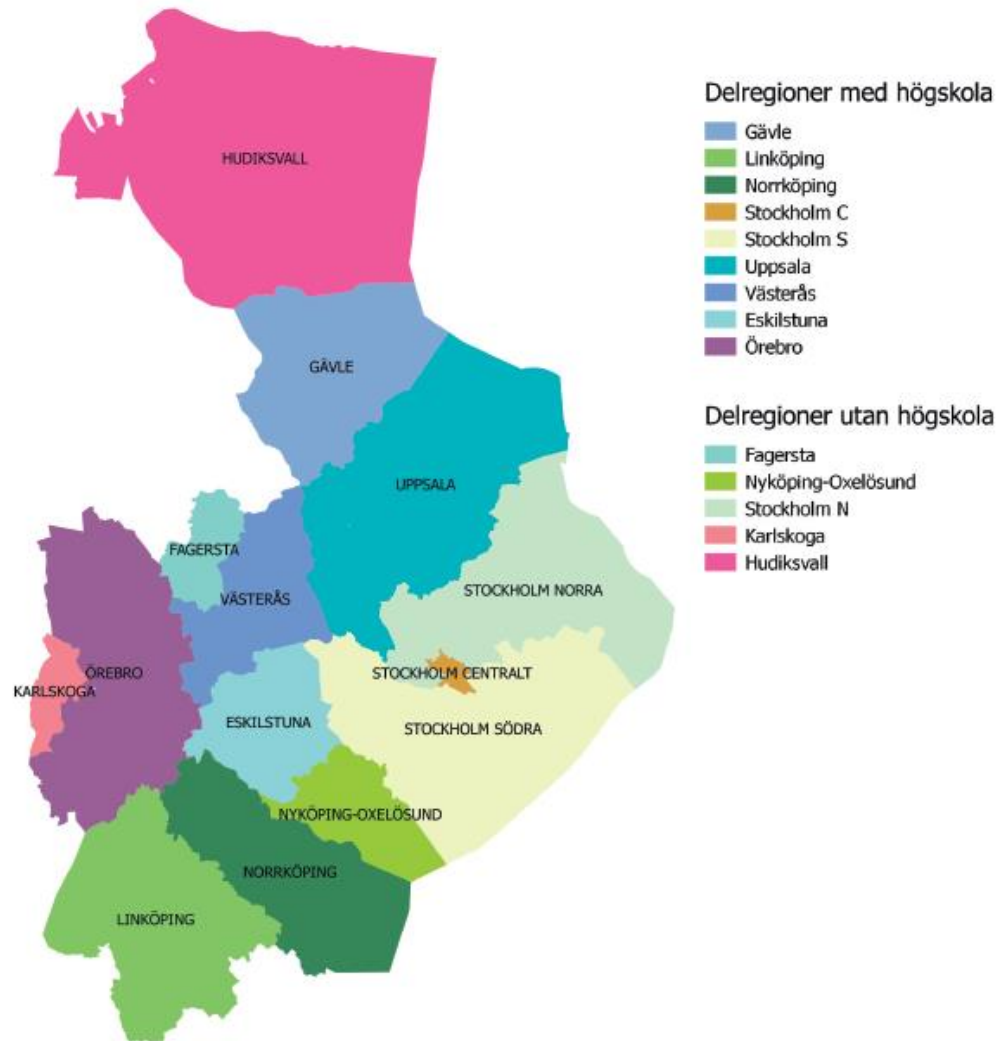 HUDIKSVALL
GÄVLE
UPPSALA
FAGERSTA
VÄSTERÅS
STOCKHOLM NORRA
ÖREBRO
KARLSKOGA
STOCKHOLM CENTRALT
ESKILSTUNA
STOCKHOLM SÖDRA
NYKÖPING-OXELÖSUND
NORRKÖPING
LINKÖPING
Delregioner med högskola
Gävle
Linköping
Norrköping
Stockholm C
Stockholm S
Uppsala
Västerås
Eskilstuna
Örebro
Delregioner utan högskola
Fagersta
Nyköping-Oxelösund
Stockholm N
Karlskoga
Hudiksvall